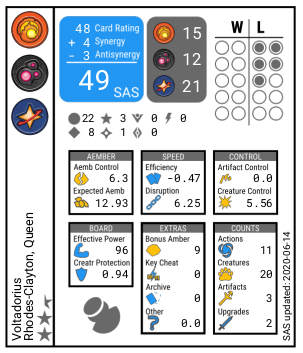 48 Card Rating
+ 4 Synergy
- 3 Antisynergy
49 SAS
15
12
21
W L
22 3 0 0
8 1 0
AEMBER
Aemb Control
6.3
Expected Aemb
12.93
SPEED
Efficiency
-0.47
Disruption
6.25
CONTROL
Artifact Control
0.0
Creature Control
5.56
BOARD
Effective Power
96
Creatr Protection
0.94
EXTRAS
Bonus Amber
9
Key Cheat
0
Archive
0
Other
0.0
COUNTS
Actions
11
Creatures
20
Artifacts
3
Upgrades
2
Voltadorius
Rhodes-Clayton, Queen
SAS updated: 2020-06-14